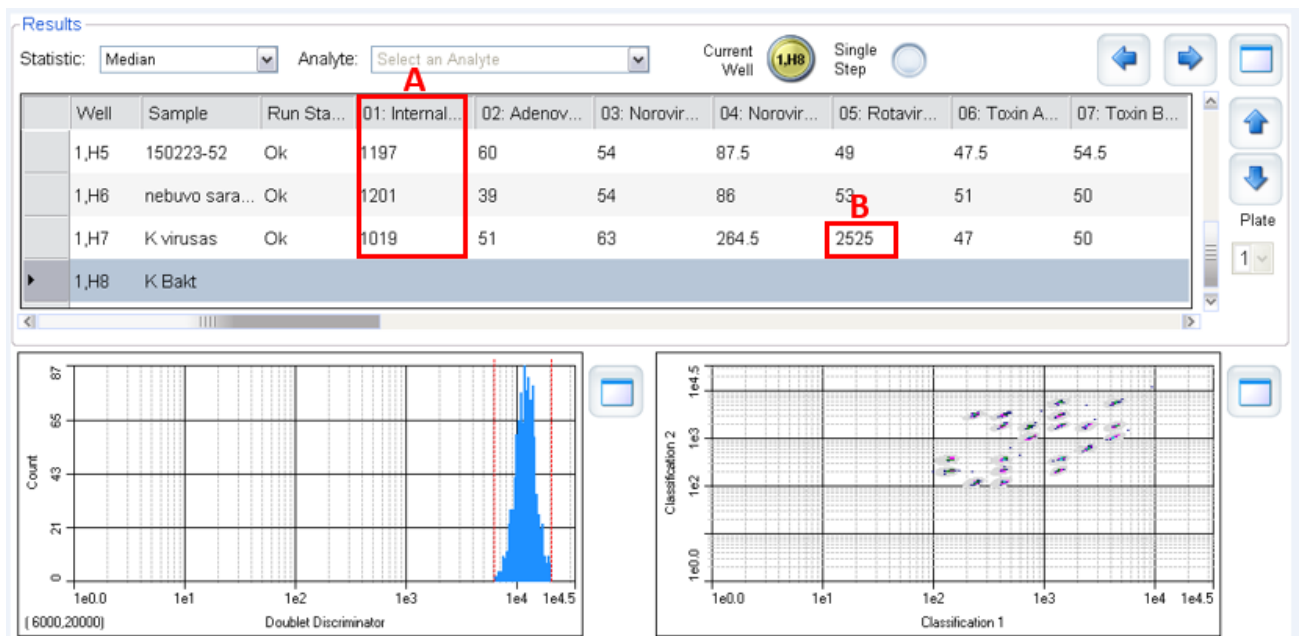 Results
Statistic: Median Analyte: Select an Analyte Current Well 1,H8 Single Step
A
Well Sample Run Sta... 01: Internal... 02: Adenov... 03: Norovir... 04: Norovir... 05: Rotavir... 06: Toxin A... 07: Toxin B...
1,H5 150223-52 Ok 1197 60 54 87.5 49 47.5 54.5
1,H6 nebuvo sara... Ok 1201 39 54 86 53 51 50
B
1,H7 K virusas Ok 1019 51 63 264.5 2525 47 50
1,H8 K Bakt
Plate
1
87
65
43
21
0
Count
1e0.0 1e1 1e2 1e3 1e4 1e4.5
(6000,20000) Doublet Discriminator
1e4.5
1e3
1e2
1e0.0
Classification 2
1e0.0 1e1 1e2 1e3 1e4 1e4.5
Classification 1